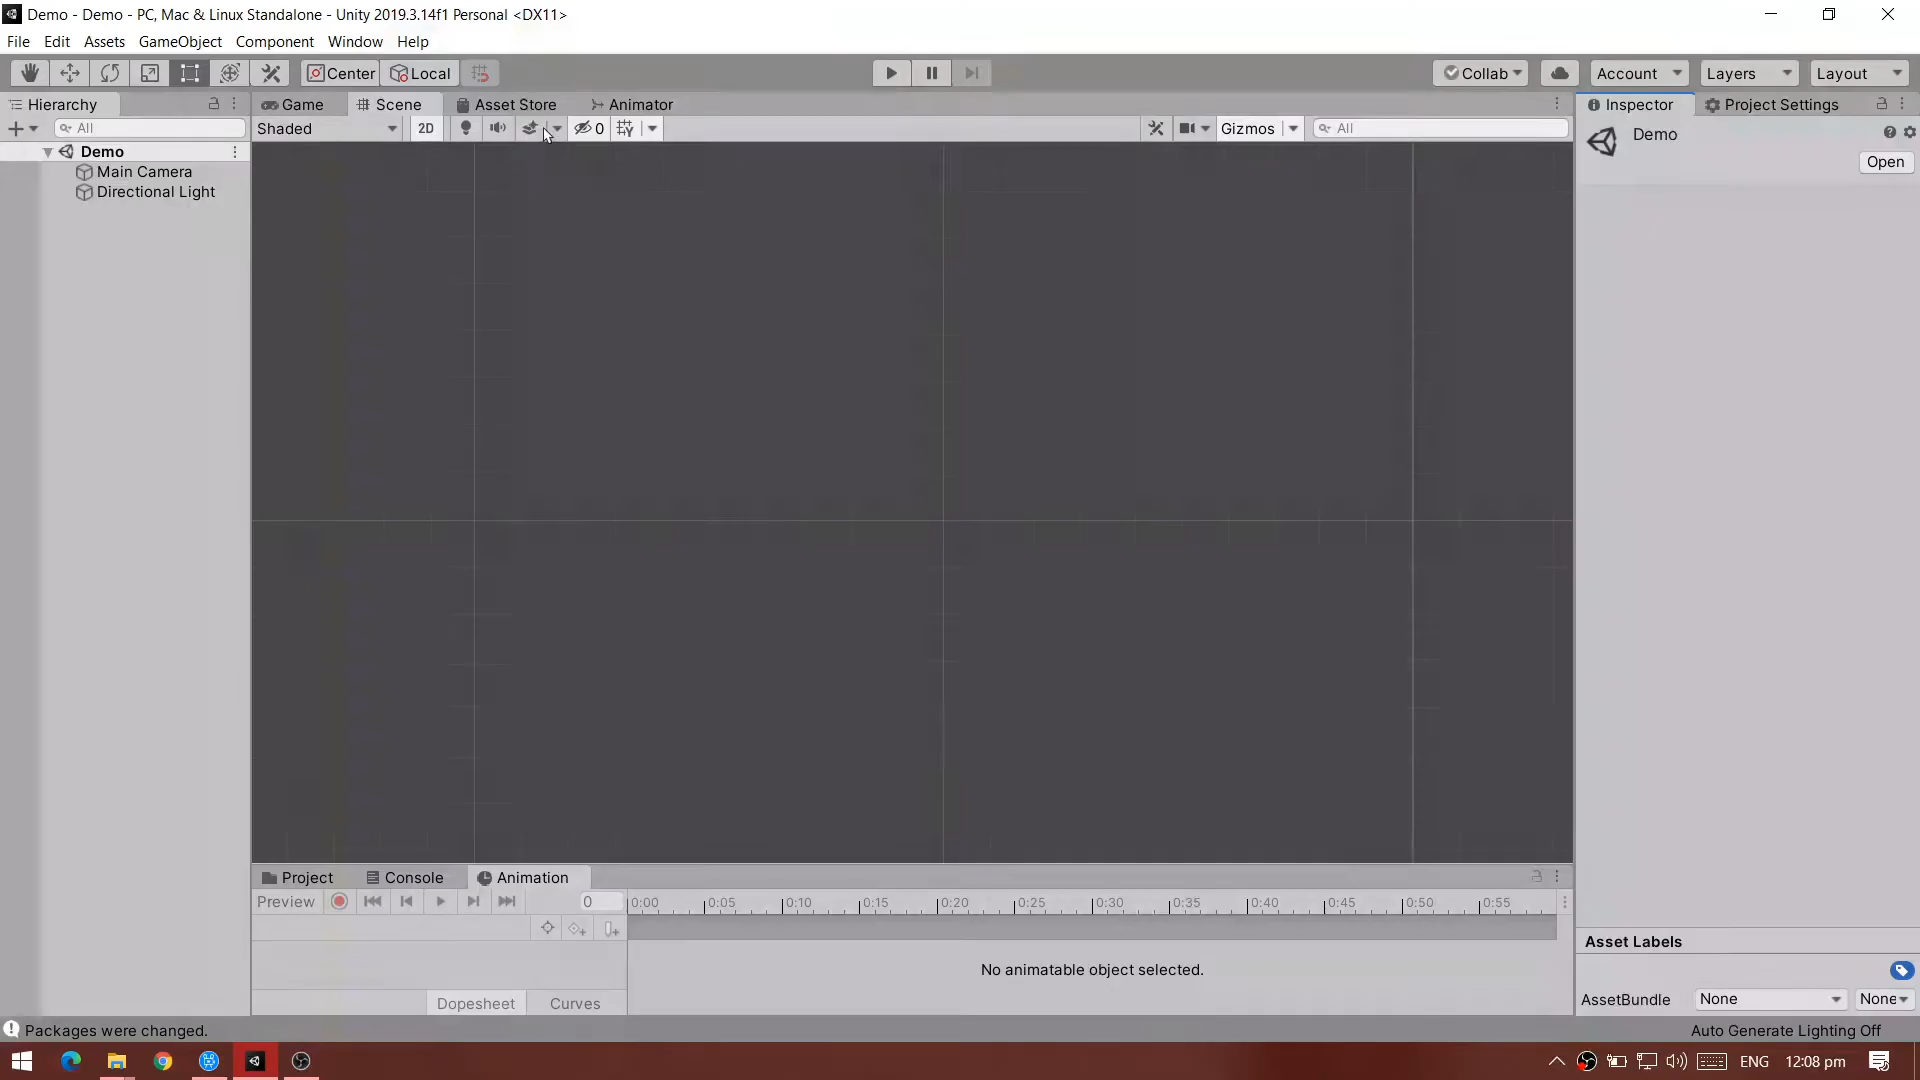 Demo - Demo - PC, Mac & Linux Standalone - Unity 2019.3.14f1 Personal <DX11>
File Edit Assets GameObject Component Window Help
Center Local Collab Account Layers Layout
Hierarchy Game Scene Asset Store Animator Inspector Project Settings
All Shaded 2D 0 Gizmos All
Demo Demo
Open
Main Camera
Directional Light
Project Console Animation
Preview 0 0:00 0:05 0:10 0:15 0:20 0:25 0:30 0:35 0:40 0:45 0:50 0:55
Asset Labels
No animatable object selected.
AssetBundle None None
Dopesheet Curves
Packages were changed. Auto Generate Lighting Off
ENG 12:08 pm